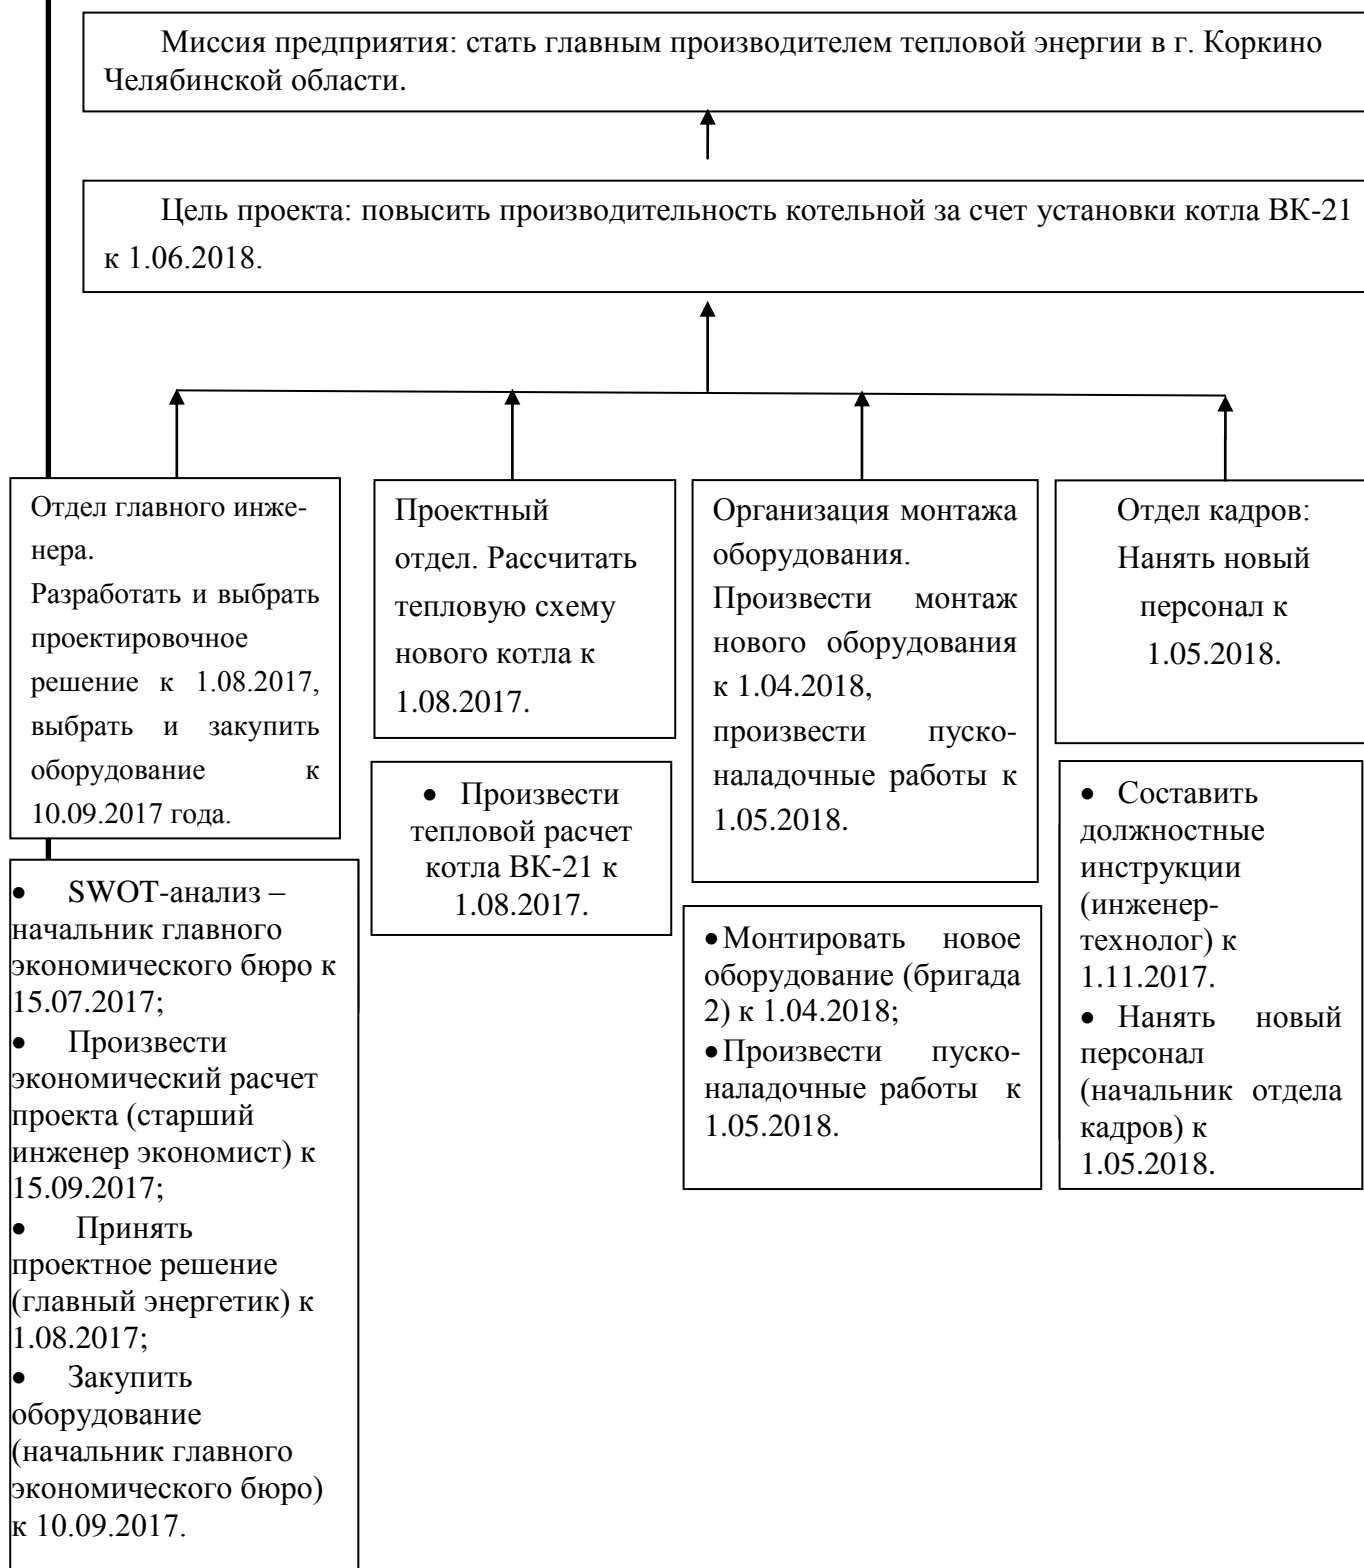 Миссия предприятия: стать главным производителем тепловой энергии в г. Коркино
Челябинской области.
Цель проекта: повысить производительность котельной за счет установки котла ВК-21
к 1.06.2018.
Отдел главного инже-
нера.
Разработать и выбрать
проектировочное
решение к 1.08.2017,
выбрать и закупить
оборудование к
10.09.2017 года.
Проектный
отдел. Рассчитать
тепловую схему
нового котла к
1.08.2017.
Организация монтажа
оборудования.
Произвести монтаж
нового оборудования
к 1.04.2018,
произвести пуско-
наладочные работы к
1.05.2018.
Отдел кадров:
Нанять новый
персонал к
1.05.2018.
• SWOT-анализ –
начальник главного
экономического бюро к
15.07.2017;
• Произвести
экономический расчет
проекта (старший
инженер экономист) к
15.09.2017;
• Принять
проектное решение
(главный энергетик) к
1.08.2017;
• Закупить
оборудование
(начальник главного
экономического бюро)
к 10.09.2017.
• Произвести
тепловой расчет
котла ВК-21 к
1.08.2017.
•Монтировать новое
оборудование (бригада
2) к 1.04.2018;
•Произвести пуско-
наладочные работы к
1.05.2018.
• Составить
должностные
инструкции
(инженер-
технолог) к
1.11.2017.
• Нанять новый
персонал
(начальник отдела
кадров) к
1.05.2018.